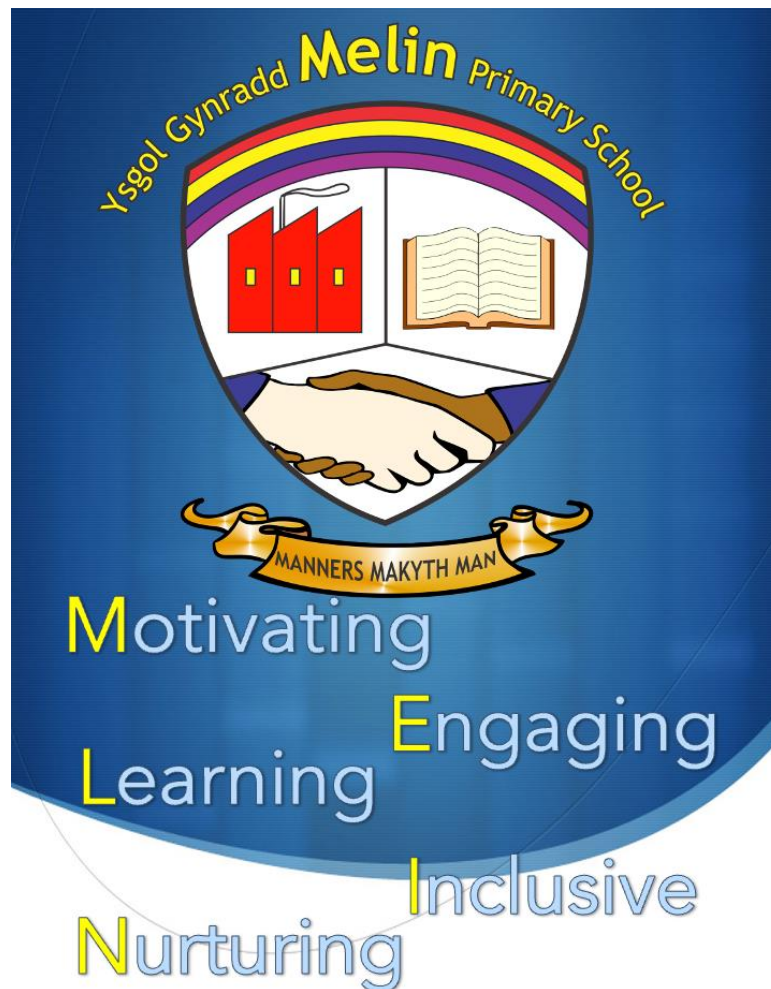 Ysgol Gynradd Melin Primary School
MANNERS MAKYTH MAN
Motivating
Engaging
Learning
Inclusive
Nurturing